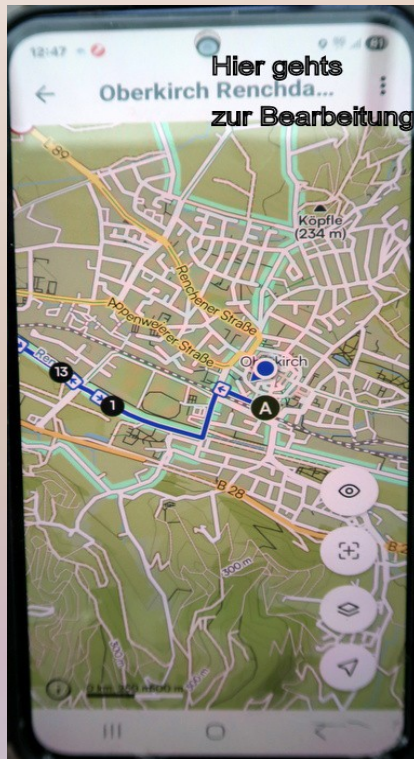 12:47
Hier gehts
zur Bearbeitung
Oberkirch Renchda...
L 89
Köpfle
(234 m)
Renchener Straße
Appenweierer Straße
Oberkirch
13
1
A
B 28
300 m